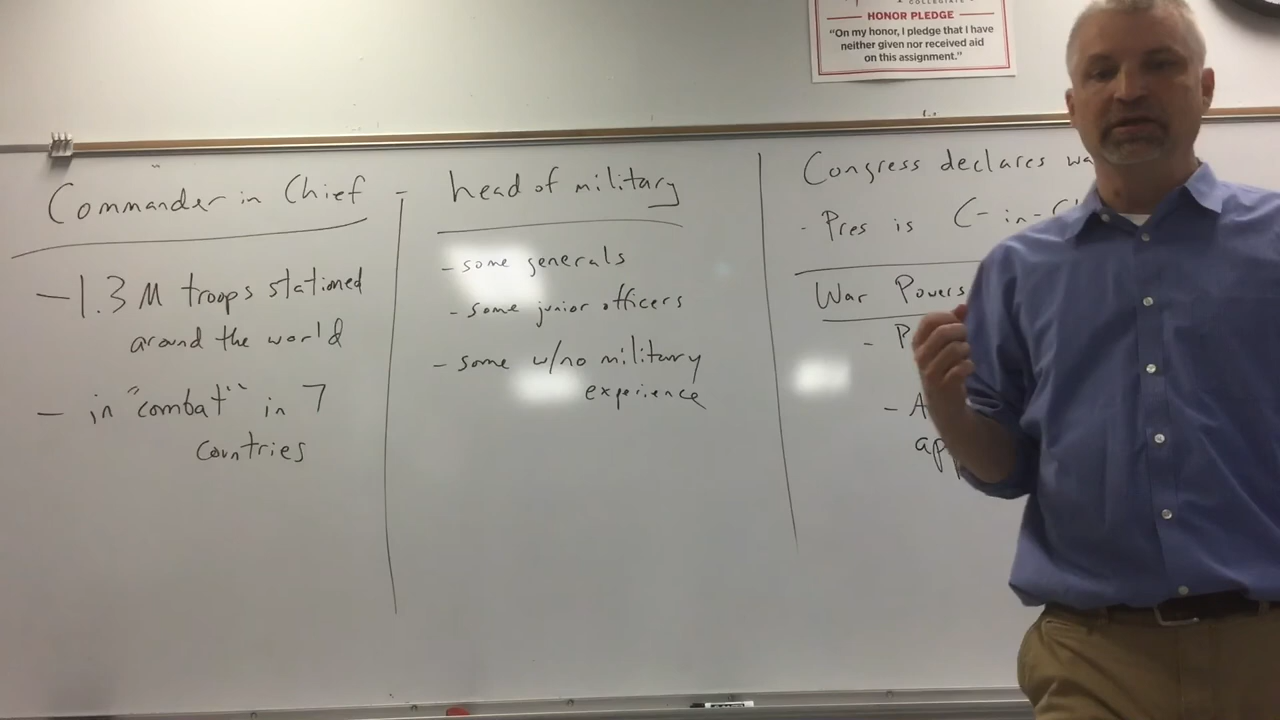 COLLEGIATE
HONOR PLEDGE
"On my honor, I pledge that I have
neither given nor received aid
on this assignment."
Commander in Chief -
- 1.3 M troops stationed
around the world
- in "combat" in 7
countries
head of military
- some generals
- some junior officers
- some w/no military
experience
Congress declares
- Pres is C-in-
War Powers